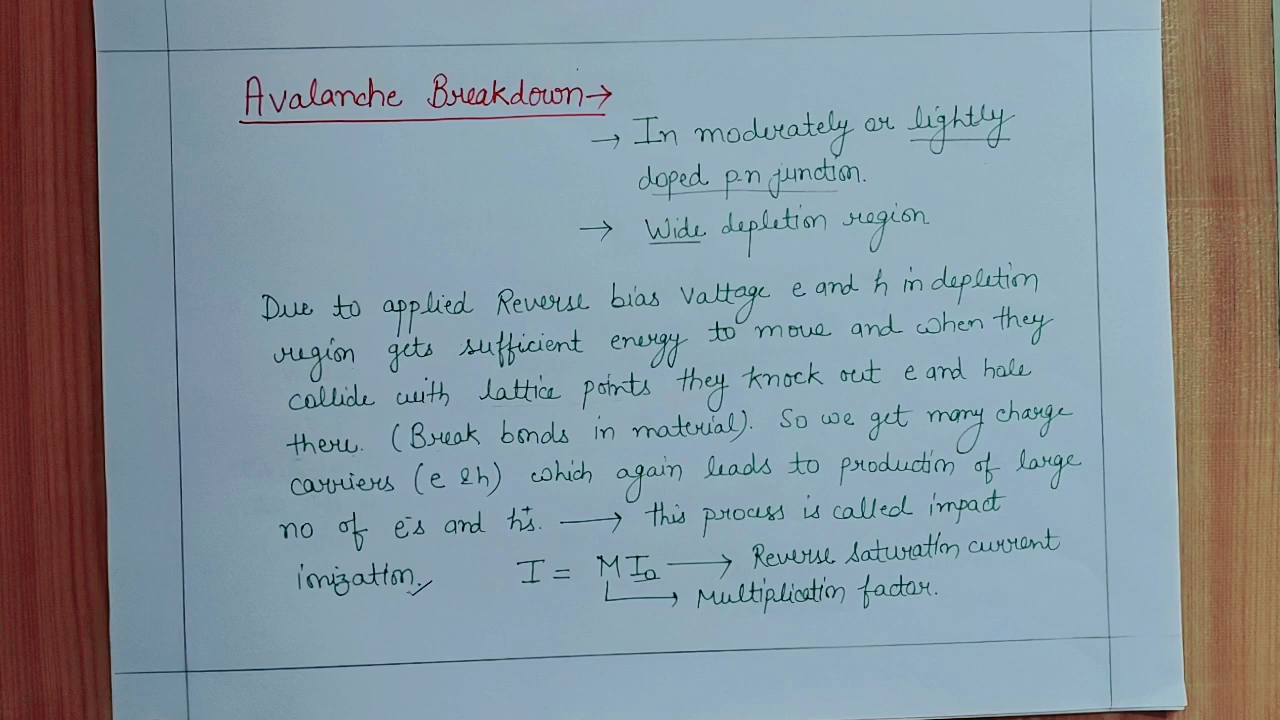 Avalanche Breakdown→
→ In moderately or lightly
doped p-n junction.
→ Wide depletion region
Due to applied Reverse bias Valtage e and h in depletion
region gets sufficient energy to move and when they
collide with lattice points they knock out e and hole
there. (Break bonds in material). So we get many charge
carriers (e & h) which again leads to production of large
no of e⁻s and h⁺s. → this process is called impact
ionization.
I = MI₀ → Reverse saturation current
→ Multiplication factor.